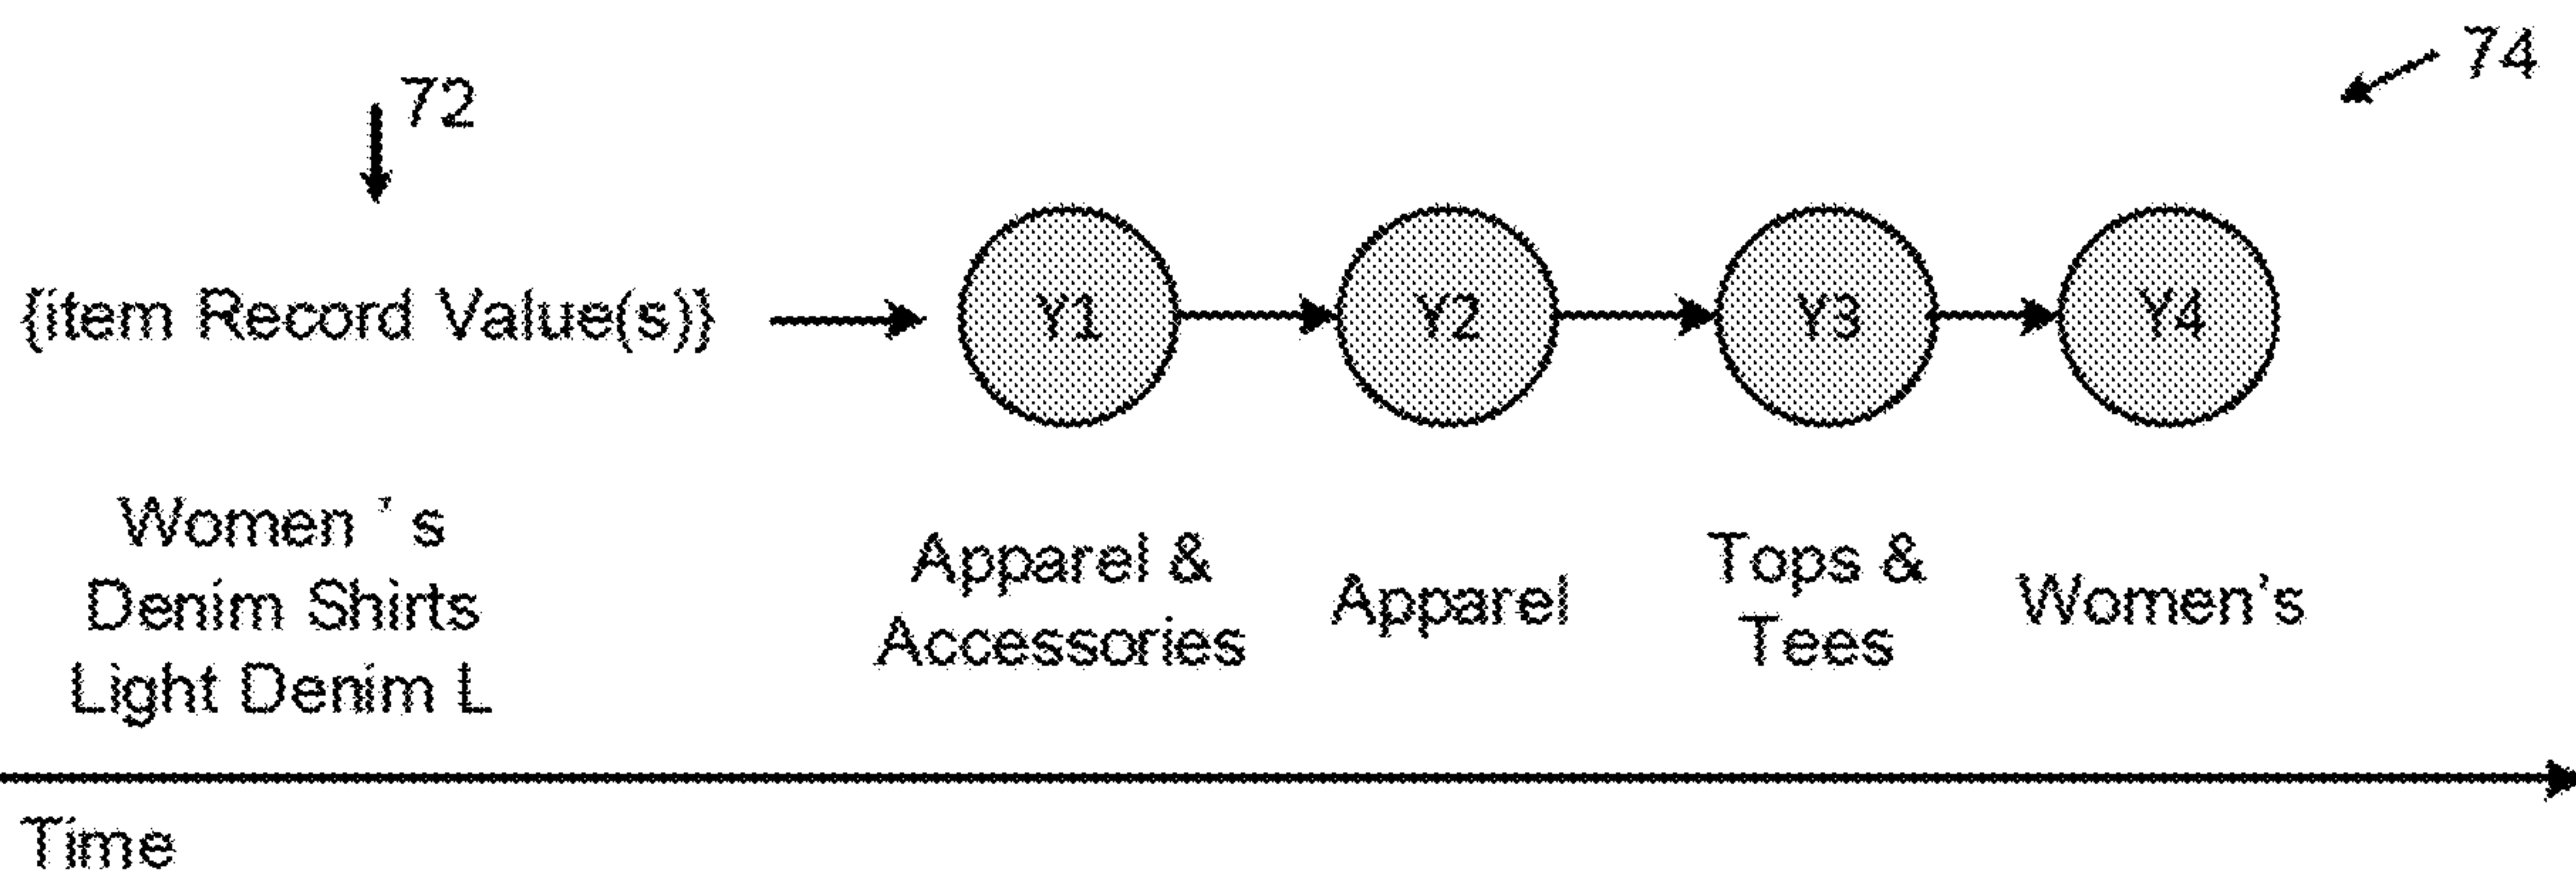 74
72
{item Record Value(s)}
Y1
Y2
Y3
Y4
Women ’ s
Denim Shirts
Light Denim L
Apparel &
Accessories
Apparel
Tops &
Tees
Women's
Time